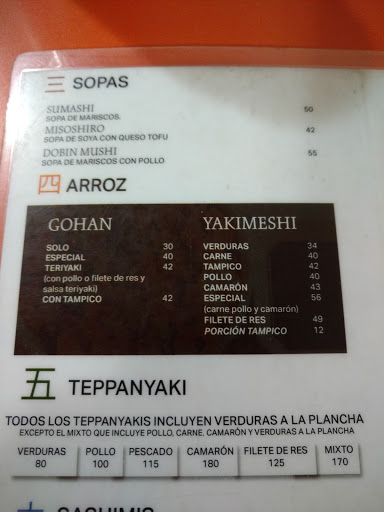 三 SOPAS
SUMASHI 50
SOPA DE MARISCOS.
MISOSHIRO 42
SOPA DE SOYA CON QUESO TOFU
DOBIN MUSHI 55
SOPA DE MARISCOS CON POLLO
四 ARROZ
GOHAN
SOLO 30
ESPECIAL 40
TERIYAKI 42
(con pollo o filete de res y
salsa teriyaki)
CON TAMPICO 42
YAKIMESHI
VERDURAS 34
CARNE 40
TAMPICO 42
POLLO 40
CAMARÓN 43
ESPECIAL 56
(carne pollo y camarón)
FILETE DE RES 49
PORCIÓN TAMPICO 12
五 TEPPANYAKI
TODOS LOS TEPPANYAKIS INCLUYEN VERDURAS A LA PLANCHA
EXCEPTO EL MIXTO QUE INCLUYE POLLO, CARNE, CAMARÓN Y VERDURAS A LA PLANCHA
VERDURAS POLLO PESCADO CAMARÓN FILETE DE RES MIXTO
80 100 115 180 125 170